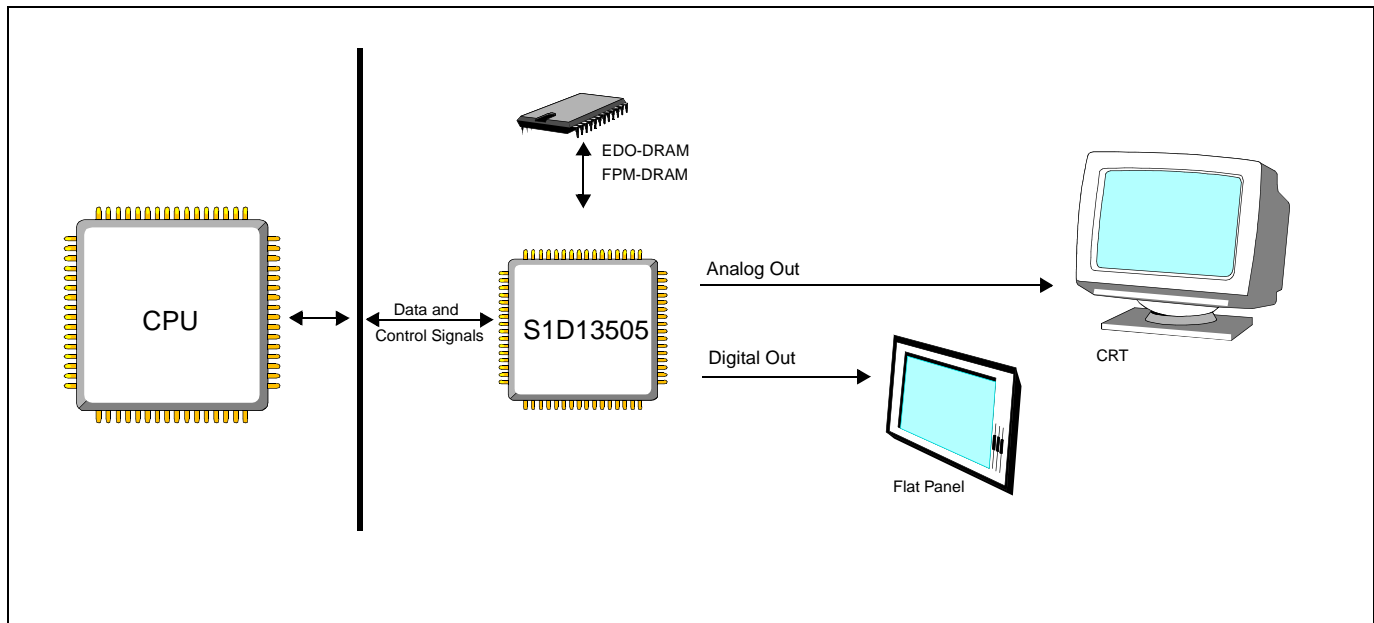 EDO-DRAM
FPM-DRAM
CPU
Data and
Control Signals
S1D13505
Analog Out
Digital Out
CRT
Flat Panel